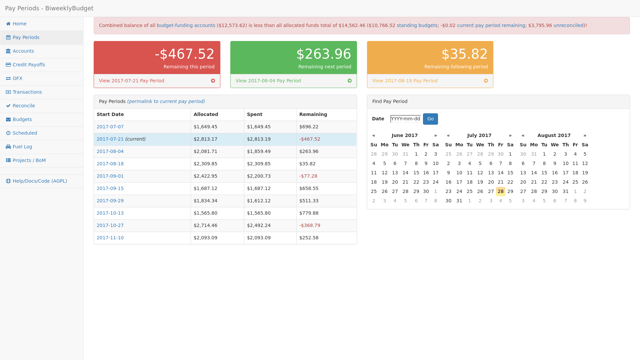 Pay Periods - BiweeklyBudget
Home
Pay Periods
Accounts
Credit Payoffs
OFX
Transactions
Reconcile
Budgets
Scheduled
Fuel Log
Projects / BoM
Help/Docs/Code (AGPL)
Combined balance of all budget-funding accounts ($12,573.62) is less than all allocated funds total of $14,562.46 ($10,766.52 standing budgets; -$0.02 current pay period remaining; $3,795.96 unreconciled)!
-$467.52
Remaining this period
View 2017-07-21 Pay Period
$263.96
Remaining next period
View 2017-08-04 Pay Period
$35.82
Remaining following period
View 2017-08-18 Pay Period
Pay Periods (permalink to current pay period)
Start Date Allocated Spent Remaining
2017-07-07 $1,649.45 $1,649.45 $696.22
2017-07-21 (current) $2,813.17 $2,813.19 -$467.52
2017-08-04 $2,081.71 $1,859.49 $263.96
2017-08-18 $2,309.85 $2,309.85 $35.82
2017-09-01 $2,422.95 $2,200.73 -$77.28
2017-09-15 $1,687.12 $1,687.12 $658.55
2017-09-29 $1,834.34 $1,612.12 $511.33
2017-10-13 $1,565.80 $1,565.80 $779.88
2017-10-27 $2,714.46 $2,492.24 -$368.79
2017-11-10 $2,093.09 $2,093.09 $252.58
Find Pay Period
Date YYYY-mm-dd Go
« June 2017 » « July 2017 » « August 2017 »
Su Mo Tu We Th Fr Sa Su Mo Tu We Th Fr Sa Su Mo Tu We Th Fr Sa
28 29 30 31 1 2 3 25 26 27 28 29 30 1 30 31 1 2 3 4 5
4 5 6 7 8 9 10 2 3 4 5 6 7 8 6 7 8 9 10 11 12
11 12 13 14 15 16 17 9 10 11 12 13 14 15 13 14 15 16 17 18 19
18 19 20 21 22 23 24 16 17 18 19 20 21 22 20 21 22 23 24 25 26
25 26 27 28 29 30 1 23 24 25 26 27 28 29 27 28 29 30 31 1 2
2 3 4 5 6 7 8 30 31 1 2 3 4 5 3 4 5 6 7 8 9